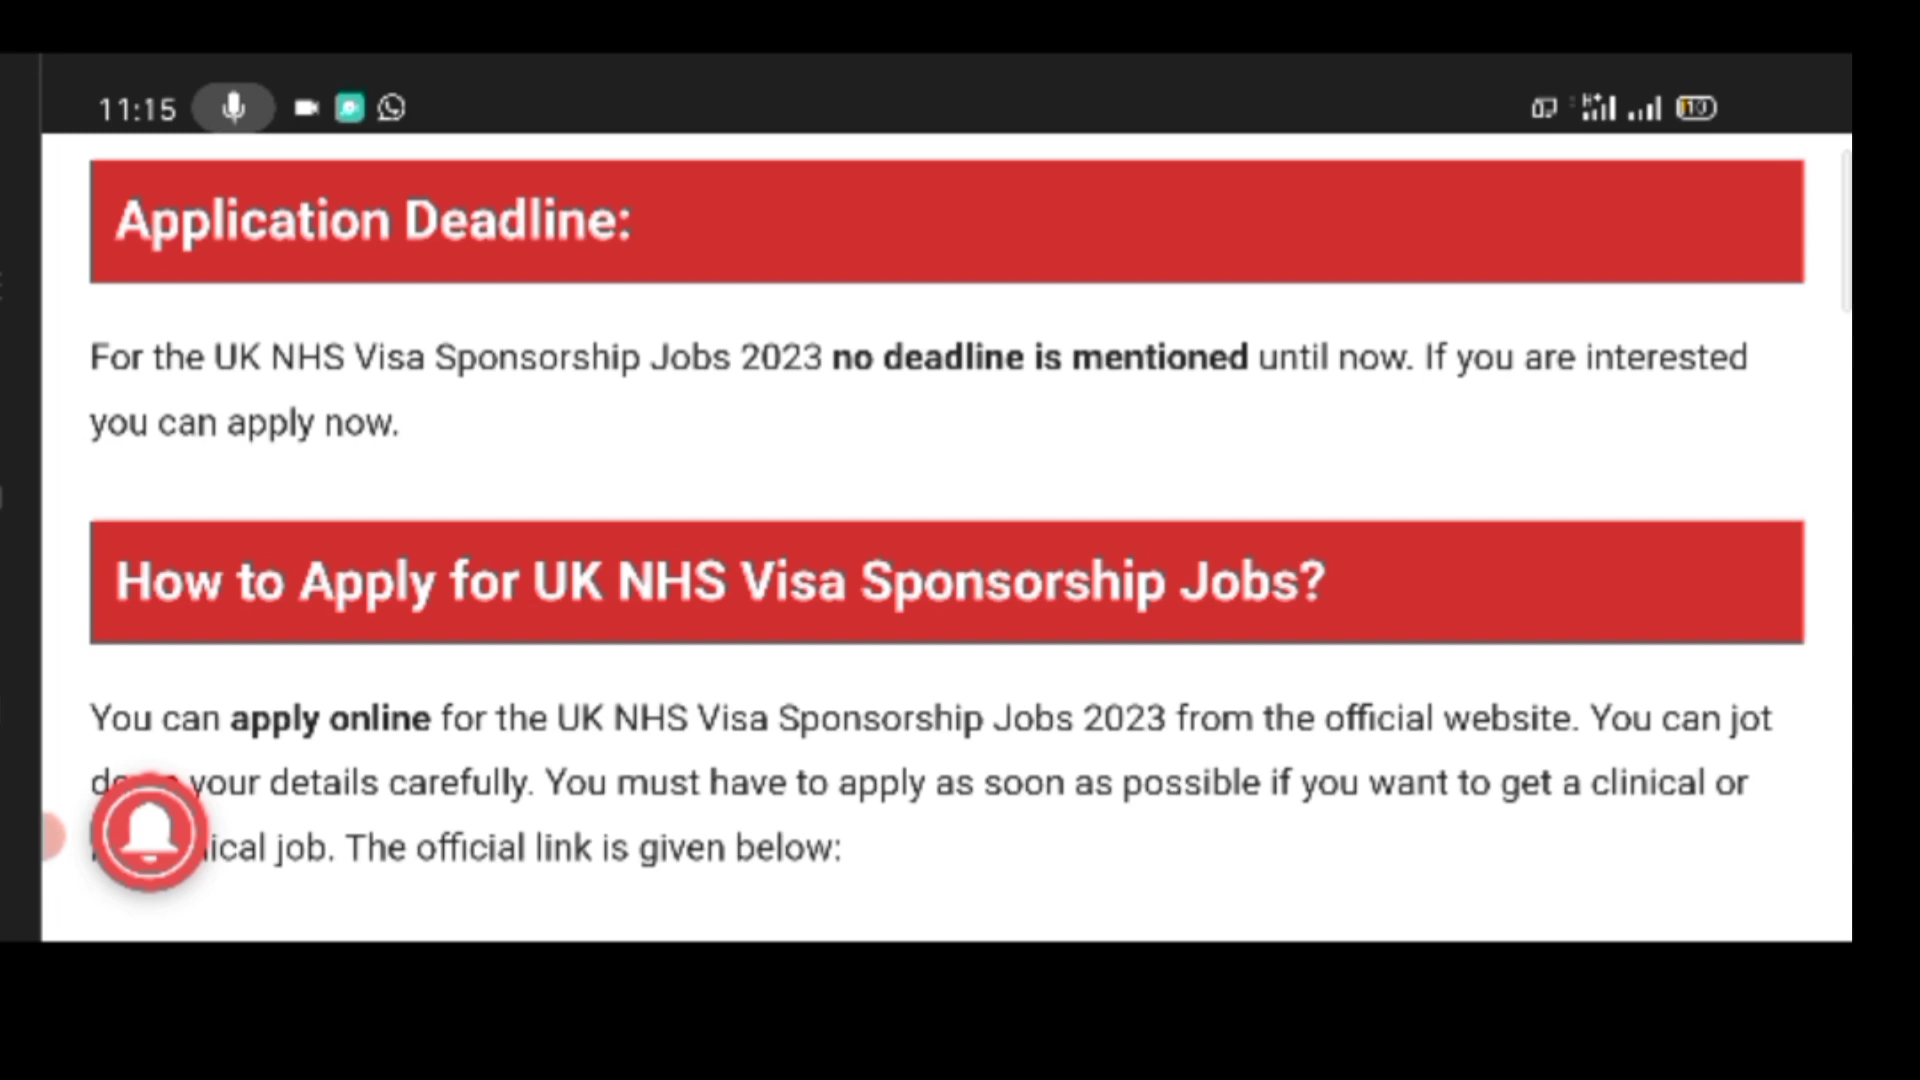 11:15
H+
10
Application Deadline:
For the UK NHS Visa Sponsorship Jobs 2023 no deadline is mentioned until now. If you are interested
you can apply now.
How to Apply for UK NHS Visa Sponsorship Jobs?
You can apply online for the UK NHS Visa Sponsorship Jobs 2023 from the official website. You can jot
your details carefully. You must have to apply as soon as possible if you want to get a clinical or
job. The official link is given below: